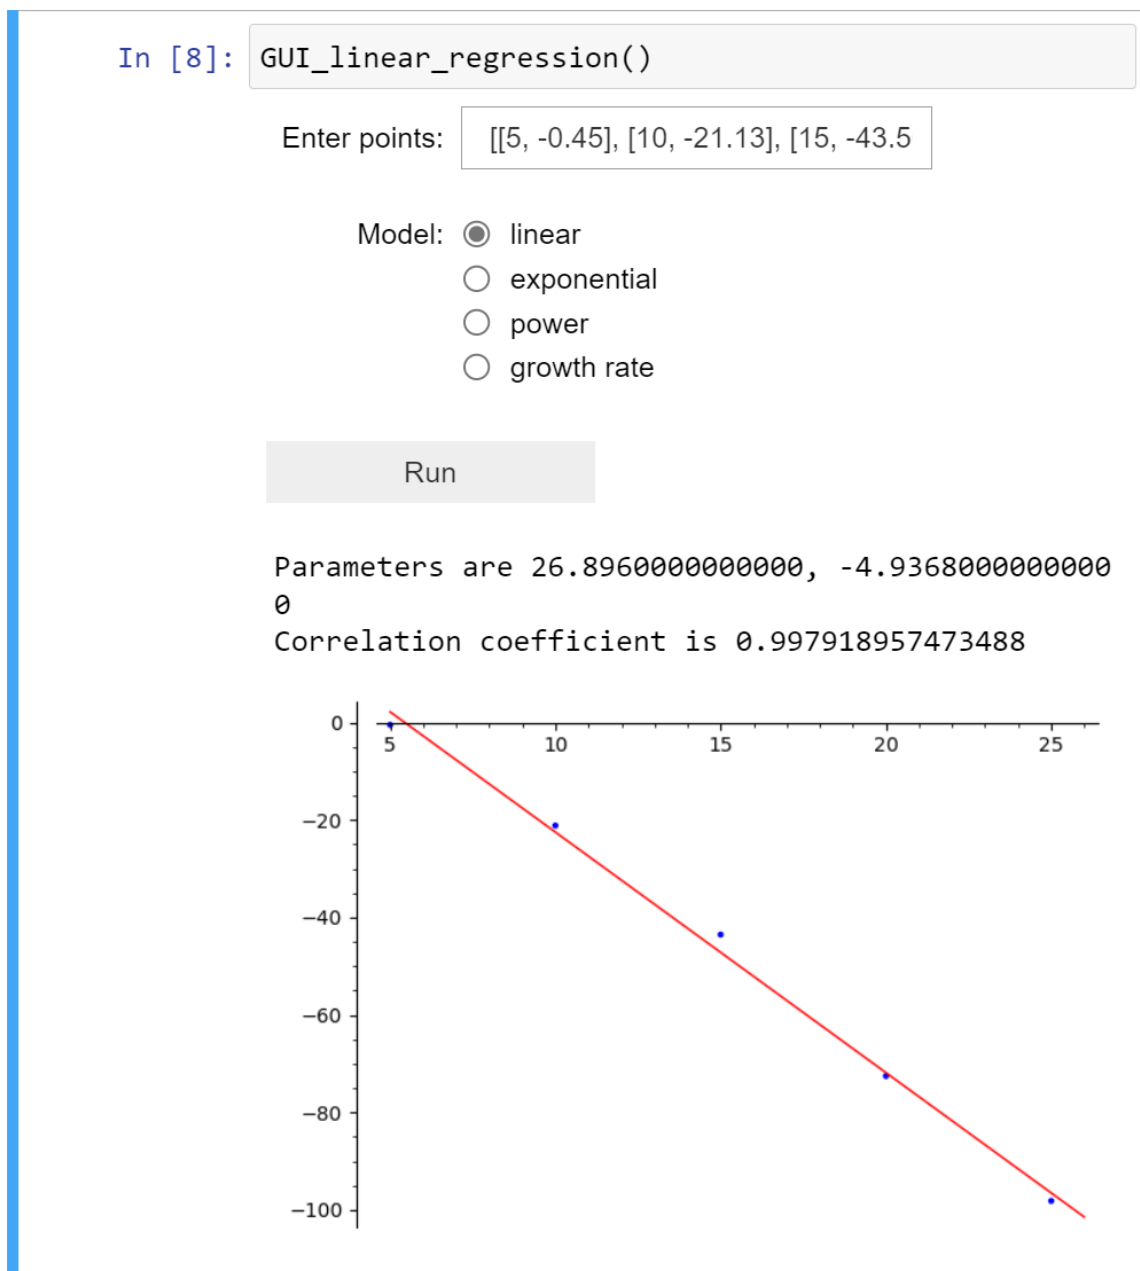 In [8]: GUI_linear_regression()
Enter points: [[5, -0.45], [10, -21.13], [15, -43.5
Model: linear
exponential
power
growth rate
Run
Parameters are 26.8960000000000, -4.9368000000000
0
Correlation coefficient is 0.997918957473488
0
5 10 15 20 25
−20
−40
−60
−80
−100